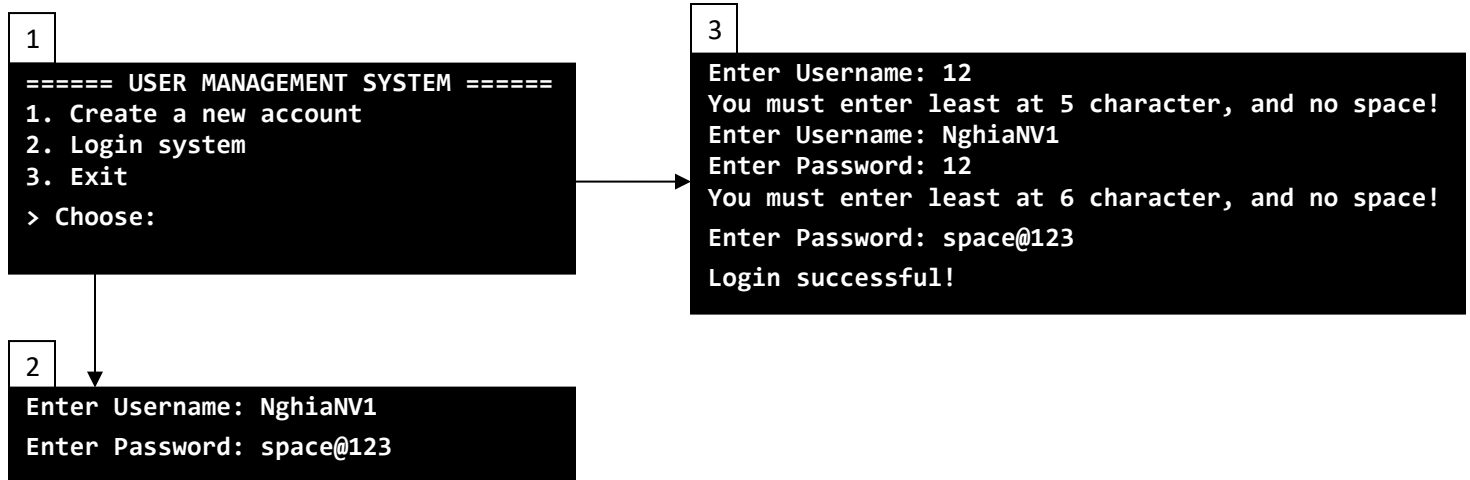 1
====== USER MANAGEMENT SYSTEM ======
1. Create a new account
2. Login system
3. Exit
> Choose:
2
Enter Username: NghiaNV1
Enter Password: space@123
3
Enter Username: 12
You must enter least at 5 character, and no space!
Enter Username: NghiaNV1
Enter Password: 12
You must enter least at 6 character, and no space!
Enter Password: space@123
Login successful!